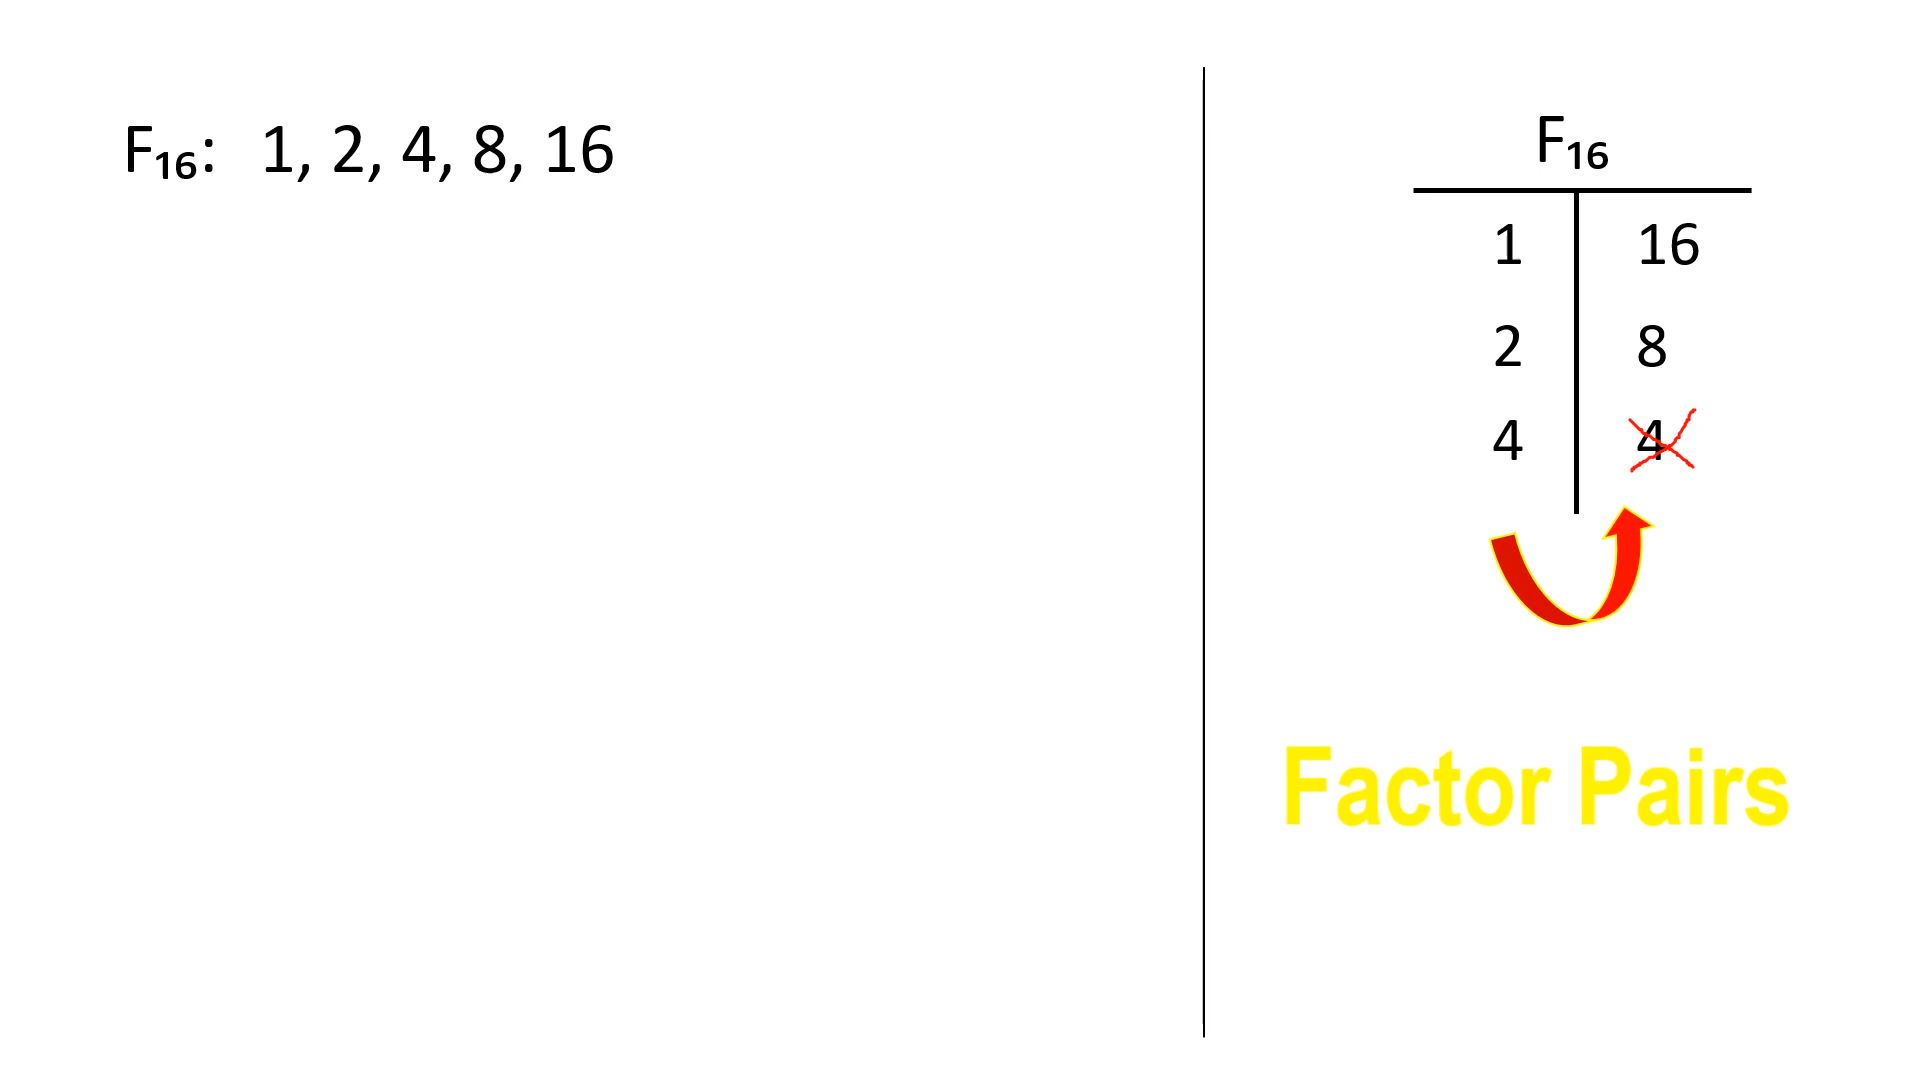 F₁₆: 1, 2, 4, 8, 16
F₁₆
1 16
2 8
4 4
Factor Pairs